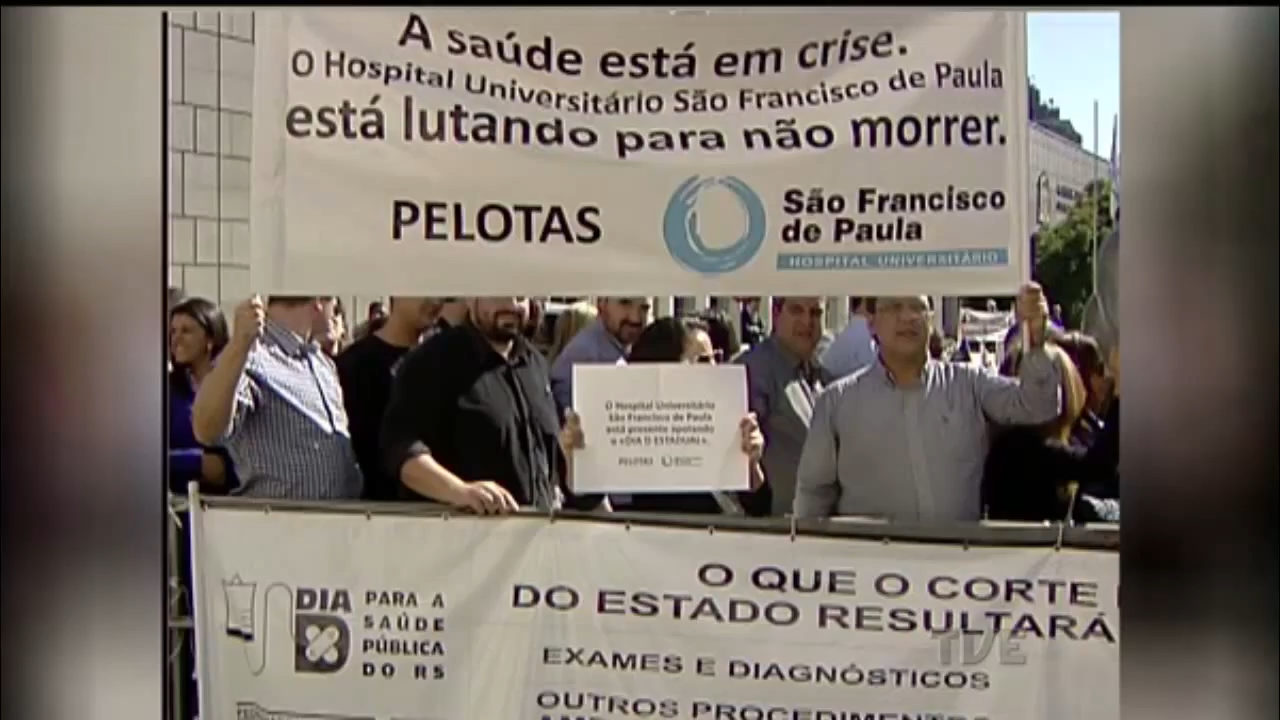 A saúde está em crise.
O Hospital Universitário São Francisco de Paula
está lutando para não morrer.
PELOTAS
São Francisco
de Paula
HOSPITAL UNIVERSITÁRIO
O Hospital Universitário
São Francisco de Paula
está presente apoiando
o «DIA D ESTADUAL».
PELOTAS
O QUE O CORTE
DO ESTADO RESULTARÁ
DIA D PARA A
SAÚDE
PÚBLICA
DO RS
EXAMES E DIAGNÓSTICOS
OUTROS
TVE